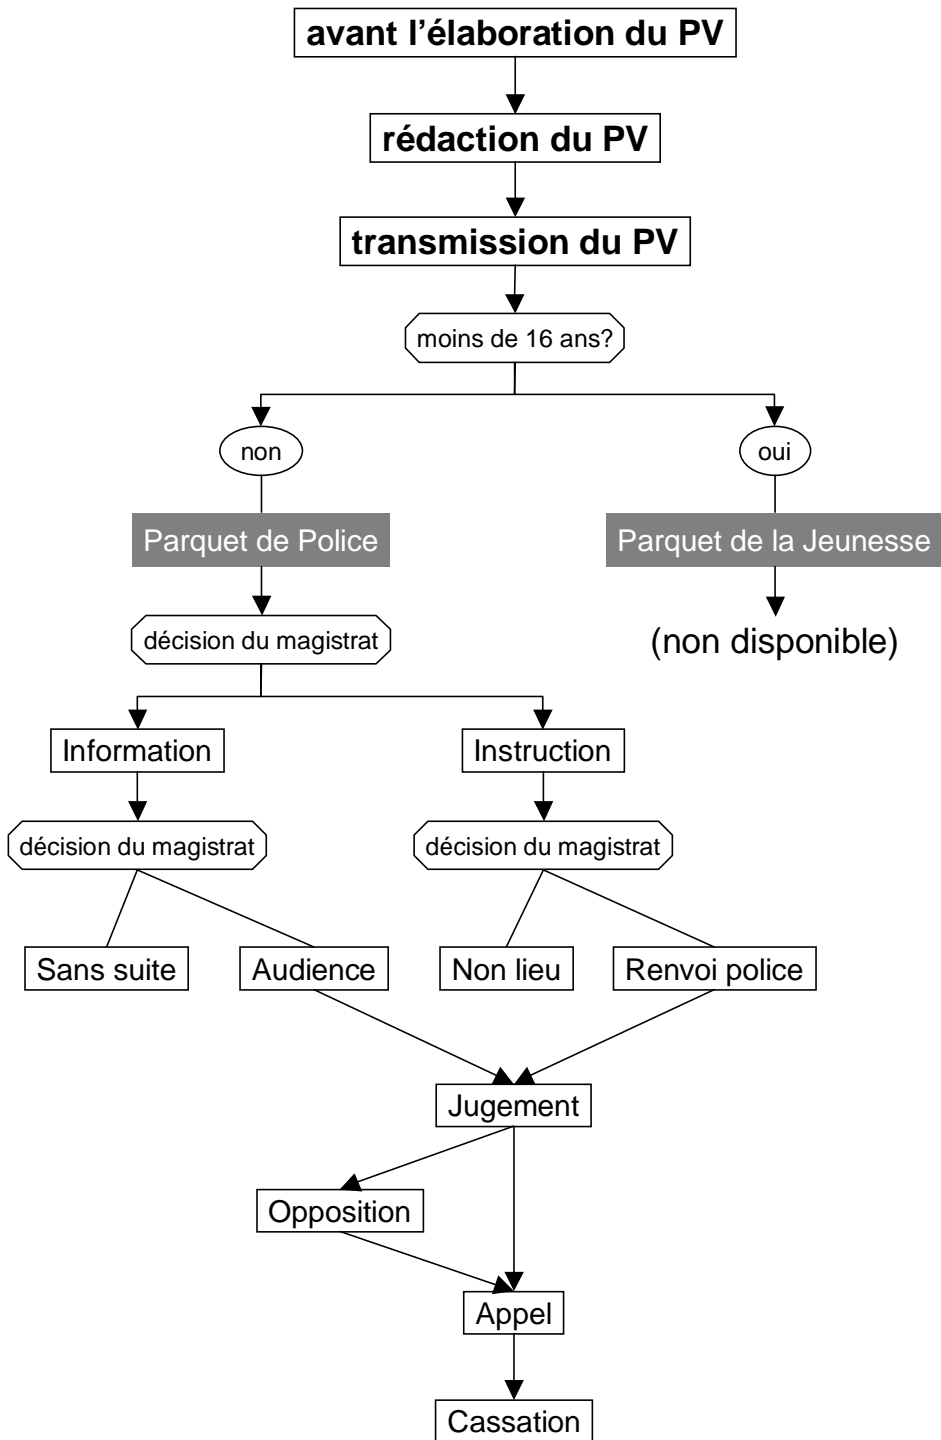 avant l'élaboration du PV
rédaction du PV
transmission du PV
moins de 16 ans?
non
oui
Parquet de Police
Parquet de la Jeunesse
décision du magistrat
(non disponible)
Information
Instruction
décision du magistrat
décision du magistrat
Sans suite
Audience
Non lieu
Renvoi police
Jugement
Opposition
Appel
Cassation